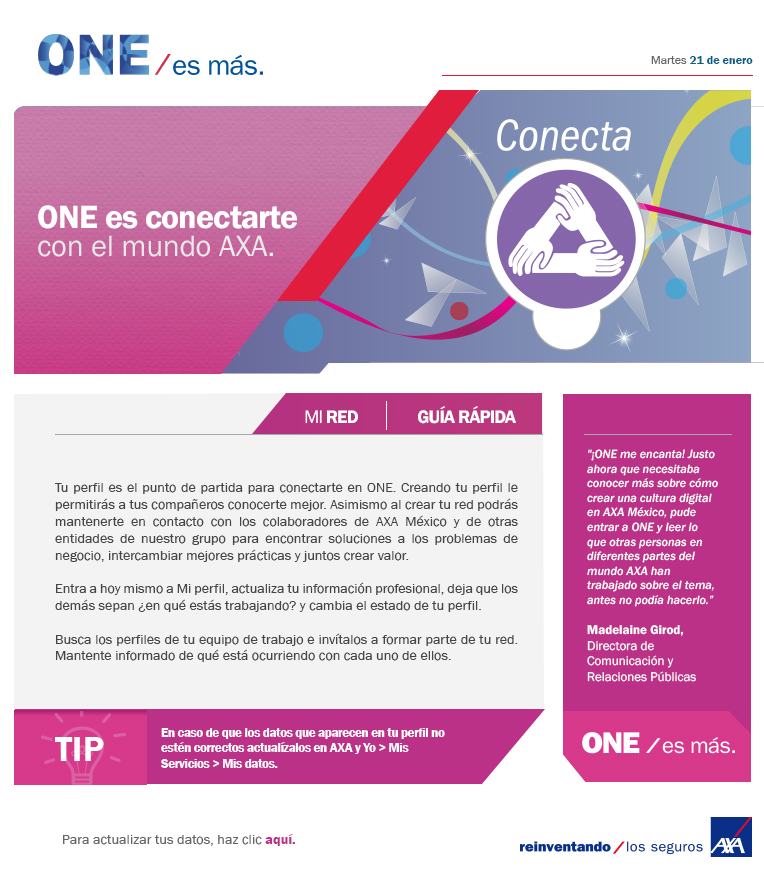 ONE / es más.
Martes 21 de enero
Conecta
ONE es conectarte
con el mundo AXA.
MI RED
GUÍA RÁPIDA
Tu perfil es el punto de partida para conectarte en ONE. Creando tu perfil le
permitirás a tus compañeros conocerte mejor. Asimismo al crear tu red podrás
mantenerte en contacto con los colaboradores de AXA México y de otras
entidades de nuestro grupo para encontrar soluciones a los problemas de
negocio, intercambiar mejores prácticas y juntos crear valor.
Entra a hoy mismo a Mi perfil, actualiza tu información profesional, deja que los
demás sepan ¿en qué estás trabajando? y cambia el estado de tu perfil.
Busca los perfiles de tu equipo de trabajo e invítalos a formar parte de tu red.
Mantente informado de qué está ocurriendo con cada uno de ellos.
"¡ONE me encanta! Justo
ahora que necesitaba
conocer más sobre cómo
crear una cultura digital
en AXA México, pude
entrar a ONE y leer lo
que otras personas en
diferentes partes del
mundo AXA han
trabajado sobre el tema,
antes no podía hacerlo."
Madelaine Girod,
Directora de
Comunicación y
Relaciones Públicas
TIP
En caso de que los datos que aparecen en tu perfil no
estén correctos actualízalos en AXA y Yo > Mis
Servicios > Mis datos.
ONE / es más.
Para actualizar tus datos, haz clic aquí.
reinventando / los seguros
AXA